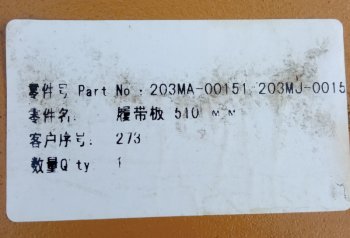 零件号 Part No : 203MA-00151, 203MJ-0015
零件名: 履带板 510 MM
客户序号: 273
数量Q'ty 1